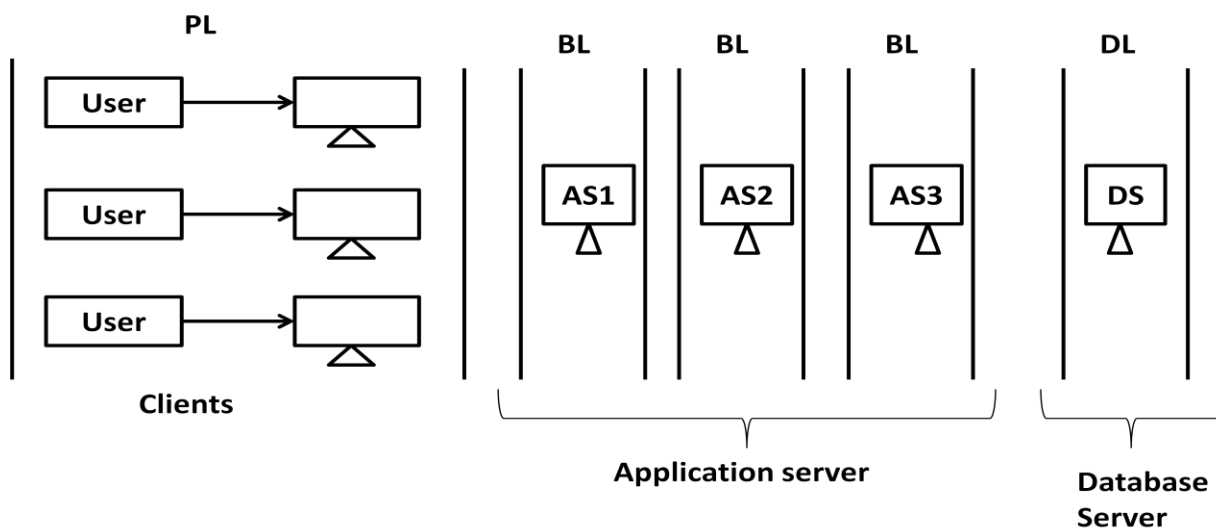 PL
BL
BL
BL
DL
User
User
User
AS1
AS2
AS3
DS
Clients
Application server
Database
Server